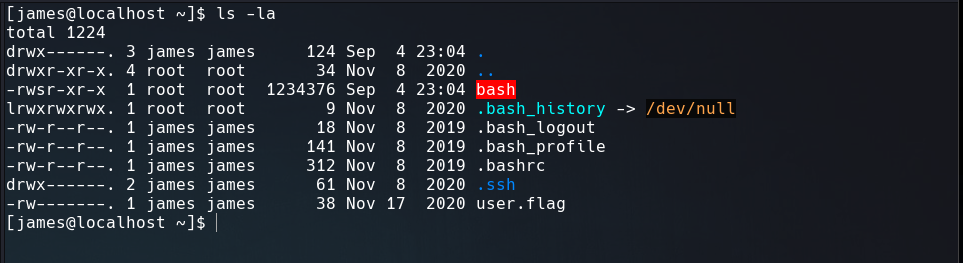 [james@localhost ~]$ ls -la
total 1224
drwx------. 3 james james     124 Sep  4 23:04 .
drwxr-xr-x. 4 root  root       34 Nov  8  2020 ..
-rwsr-xr-x  1 root  root  1234376 Sep  4 23:04 bash
lrwxrwxrwx. 1 root  root        9 Nov  8  2020 .bash_history -> /dev/null
-rw-r--r--. 1 james james      18 Nov  8  2019 .bash_logout
-rw-r--r--. 1 james james     141 Nov  8  2019 .bash_profile
-rw-r--r--. 1 james james     312 Nov  8  2019 .bashrc
drwx------. 2 james james      61 Nov  8  2020 .ssh
-rw-------. 1 james james      38 Nov 17  2020 user.flag
[james@localhost ~]$